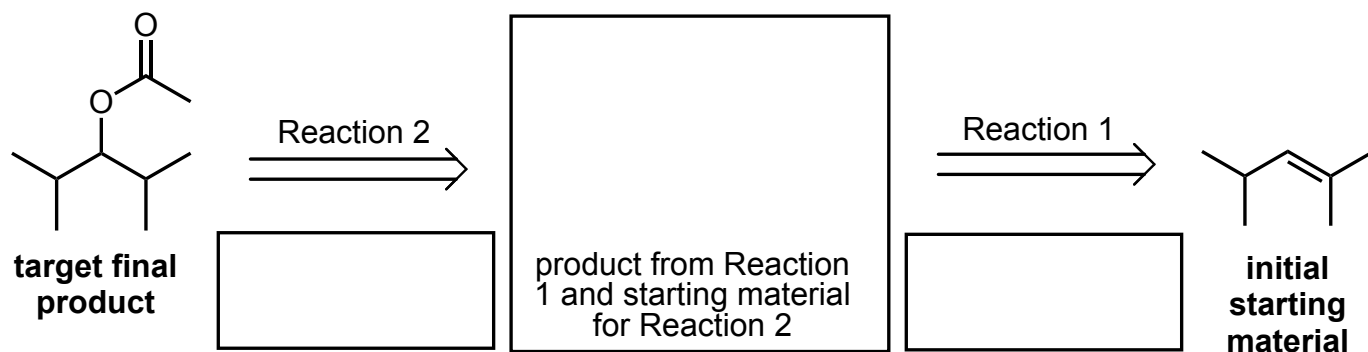 O
O
Reaction 2
Reaction 1
target final
product
product from Reaction
1 and starting material
for Reaction 2
initial
starting
material